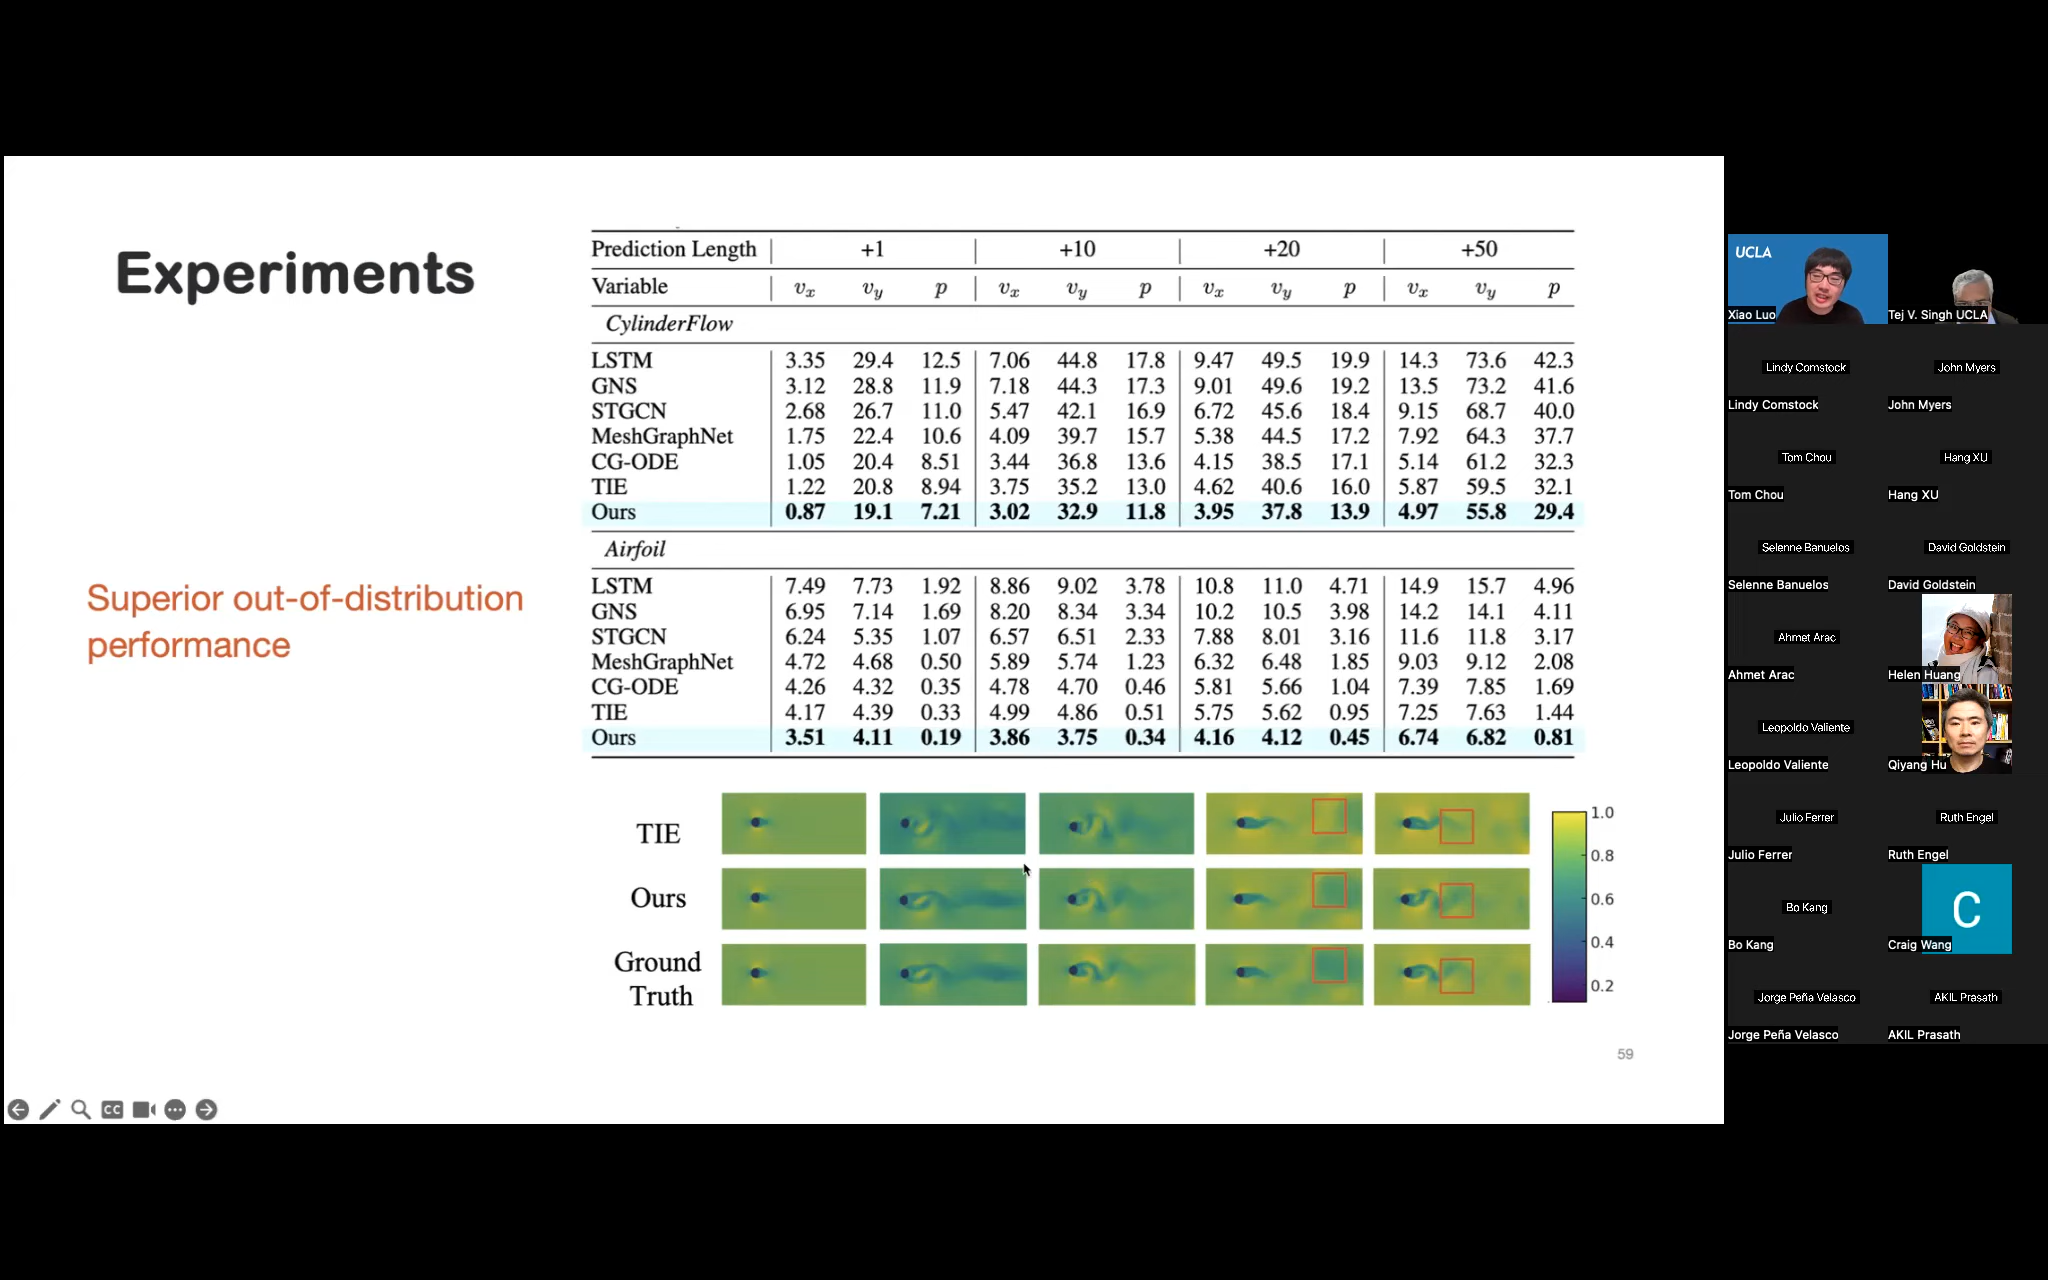 Experiments
Superior out-of-distribution
performance
Prediction Length +1 +10 +20 +50
Variable vx vy p vx vy p vx vy p vx vy p
CylinderFlow
LSTM 3.35 29.4 12.5 7.06 44.8 17.8 9.47 49.5 19.9 14.3 73.6 42.3
GNS 3.12 28.8 11.9 7.18 44.3 17.3 9.01 49.6 19.2 13.5 73.2 41.6
STGCN 2.68 26.7 11.0 5.47 42.1 16.9 6.72 45.6 18.4 9.15 68.7 40.0
MeshGraphNet 1.75 22.4 10.6 4.09 39.7 15.7 5.38 44.5 17.2 7.92 64.3 37.7
CG-ODE 1.05 20.4 8.51 3.44 36.8 13.6 4.15 38.5 17.1 5.14 61.2 32.3
TIE 1.22 20.8 8.94 3.75 35.2 13.0 4.62 40.6 16.0 5.87 59.5 32.1
Ours 0.87 19.1 7.21 3.02 32.9 11.8 3.95 37.8 13.9 4.97 55.8 29.4
Airfoil
LSTM 7.49 7.73 1.92 8.86 9.02 3.78 10.8 11.0 4.71 14.9 15.7 4.96
GNS 6.95 7.14 1.69 8.20 8.34 3.34 10.2 10.5 3.98 14.2 14.1 4.11
STGCN 6.24 5.35 1.07 6.57 6.51 2.33 7.88 8.01 3.16 11.6 11.8 3.17
MeshGraphNet 4.72 4.68 0.50 5.89 5.74 1.23 6.32 6.48 1.85 9.03 9.12 2.08
CG-ODE 4.26 4.32 0.35 4.78 4.70 0.46 5.81 5.66 1.04 7.39 7.85 1.69
TIE 4.17 4.39 0.33 4.99 4.86 0.51 5.75 5.62 0.95 7.25 7.63 1.44
Ours 3.51 4.11 0.19 3.86 3.75 0.34 4.16 4.12 0.45 6.74 6.82 0.81
TIE
Ours
Ground
Truth
1.0
0.8
0.6
0.4
0.2
59
CC
UCLA
Xiao Luo
Tej V. Singh UCLA
Lindy Comstock
John Myers
Lindy Comstock
John Myers
Tom Chou
Hang XU
Tom Chou
Hang XU
Selenne Banuelos
David Goldstein
Selenne Banuelos
David Goldstein
Ahmet Arac
Ahmet Arac
Helen Huang
Leopoldo Valiente
Leopoldo Valiente
Qiyang Hu
Julio Ferrer
Ruth Engel
Julio Ferrer
Ruth Engel
Bo Kang
C
Bo Kang
Craig Wang
Jorge Peña Velasco
AKIL Prasath
Jorge Peña Velasco
AKIL Prasath